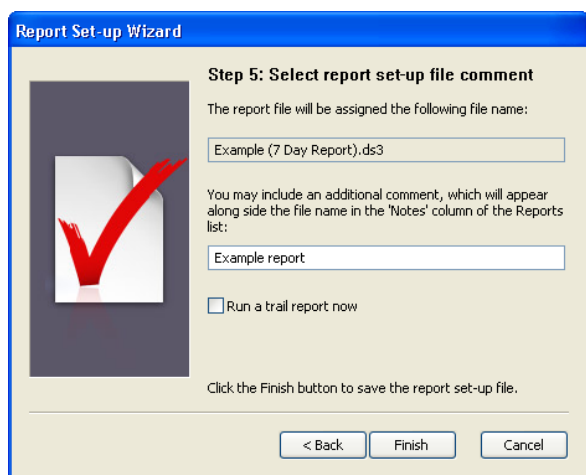 Report Set-up Wizard
Step 5: Select report set-up file comment
The report file will be assigned the following file name:
Example (7 Day Report).ds3
You may include an additional comment, which will appear
along side the file name in the 'Notes' column of the Reports
list:
Example report
Run a trail report now
Click the Finish button to save the report set-up file.
< Back
Finish
Cancel